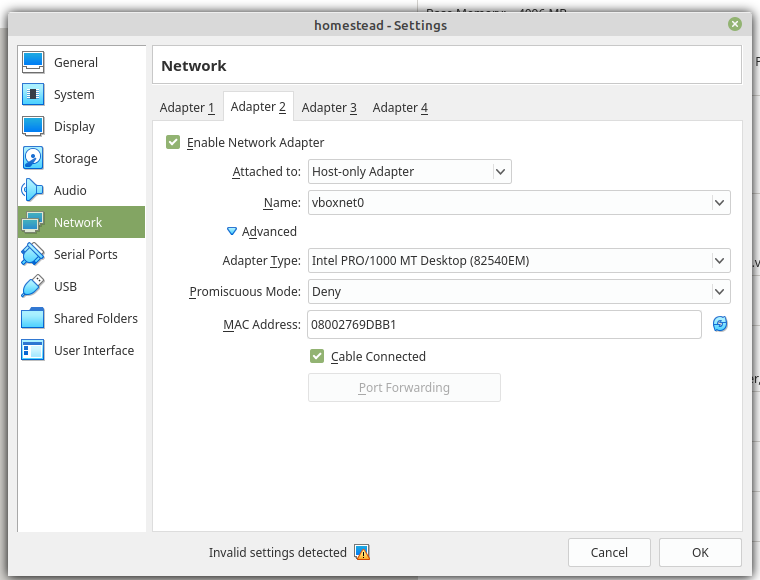 homestead - Settings
General
System
Display
Storage
Audio
Network
Serial Ports
USB
Shared Folders
User Interface
Network
Adapter 1 Adapter 2 Adapter 3 Adapter 4
Enable Network Adapter
Attached to: Host-only Adapter
Name: vboxnet0
Advanced
Adapter Type: Intel PRO/1000 MT Desktop (82540EM)
Promiscuous Mode: Deny
MAC Address: 08002769DBB1
Cable Connected
Port Forwarding
Invalid settings detected
Cancel OK